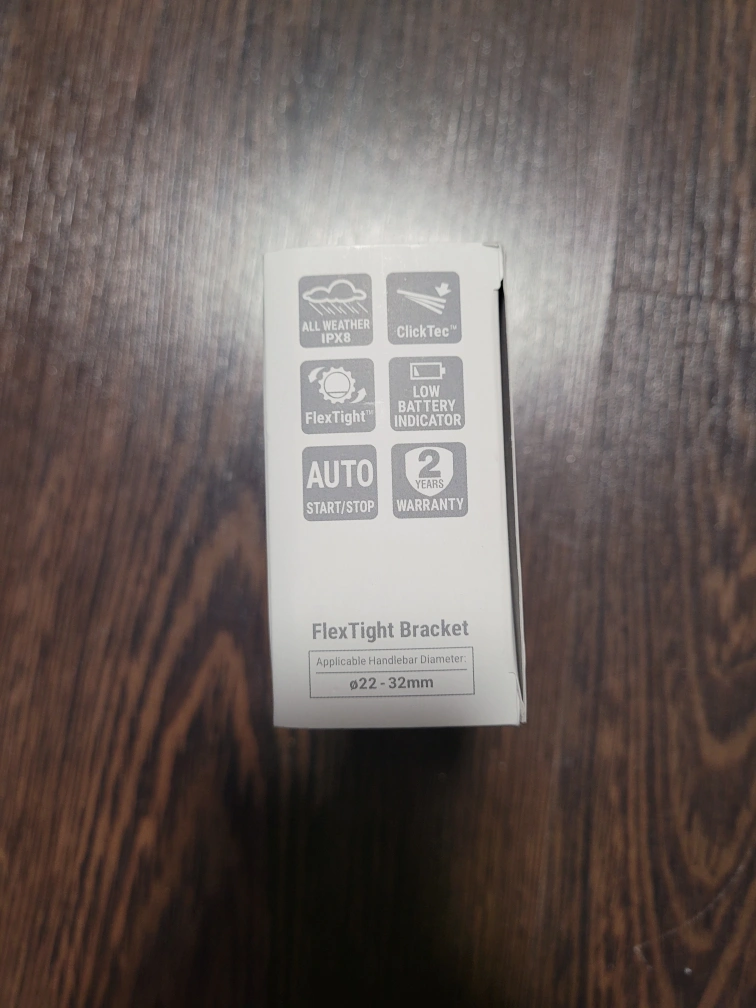 ALL WEATHER
IPX8
ClickTec™
FlexTight™
LOW
BATTERY
INDICATOR
AUTO
START/STOP
2
YEARS
WARRANTY
FlexTight Bracket
Applicable Handlebar Diameter:
ø22 - 32mm